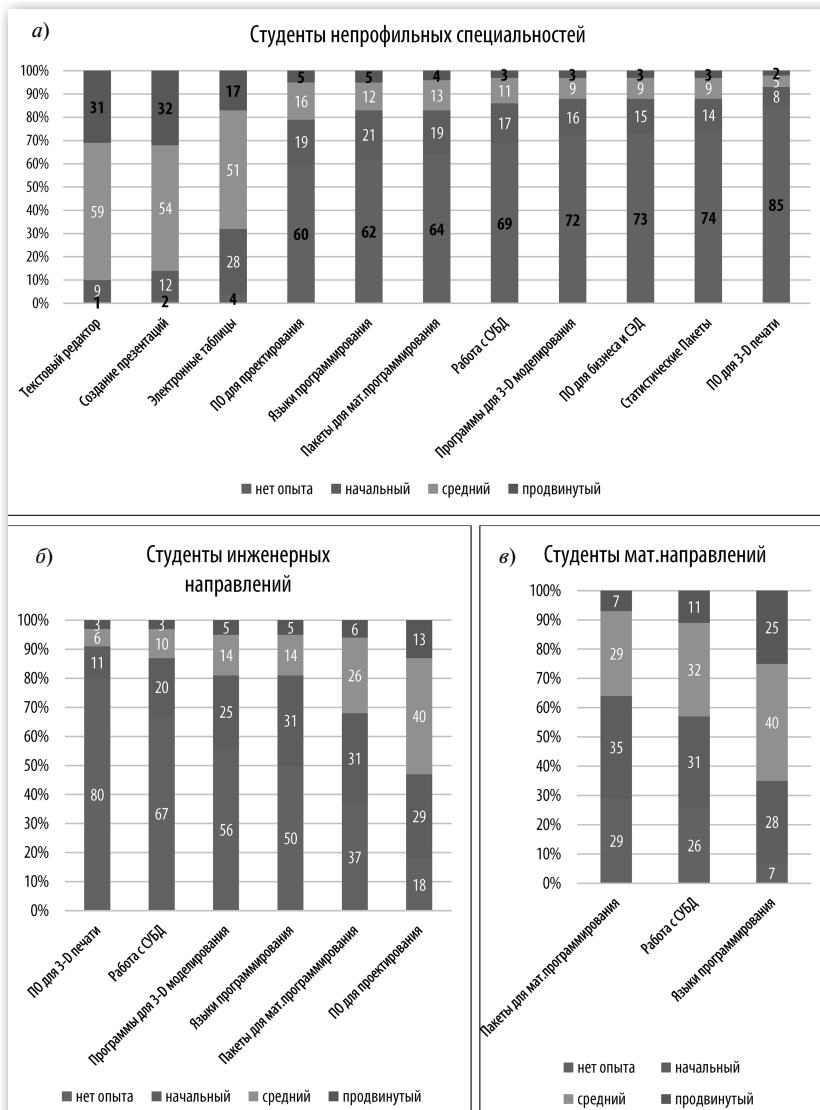 а)
Студенты непрофильных специальностей
100%
90%
80%
70%
60%
50%
40%
30%
20%
10%
0%
31 32 17 5 5 4 3 3 3 3 2
59 54 51 16 12 13 11 9 9 9 5
9 12 28 19 21 19 17 16 15 14 8
1 2 4 60 62 64 69 72 73 74 85
Текстовый редактор
Создание презентаций
Электронные таблицы
ПО для проектирования
Языки программирования
Пакеты для мат.программирования
Работа с СУБД
Программы для 3-D моделирования
ПО для бизнеса и СЭД
Статистические Пакеты
ПО для 3-D печати
нет опыта начальный средний продвинутый
б)
Студенты инженерных
направлений
100%
90%
80%
70%
60%
50%
40%
30%
20%
10%
0%
3 3 5 5 6 13
6 10 14 14 26 40
11 20 25 31 31 29
80 67 56 50 37 18
ПО для 3-D печати
Работа с СУБД
Программы для 3-D моделирования
Языки программирования
Пакеты для мат.программирования
ПО для проектирования
нет опыта начальный средний продвинутый
в)
Студенты мат.направлений
100%
90%
80%
70%
60%
50%
40%
30%
20%
10%
0%
7 11 25
29 32 40
35 31 28
29 26 7
Пакеты для мат.программирования
Работа с СУБД
Языки программирования
нет опыта начальный
средний продвинутый